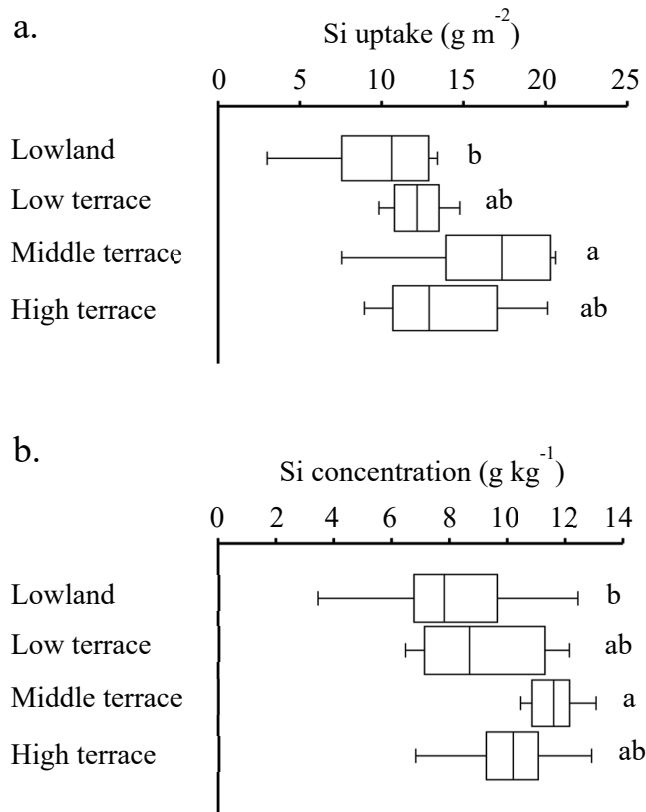 a.
Si uptake (g m⁻²)
0 5 10 15 20 25
Lowland b
Low terrace ab
Middle terrace a
High terrace ab
b.
Si concentration (g kg⁻¹)
0 2 4 6 8 10 12 14
Lowland b
Low terrace ab
Middle terrace a
High terrace ab